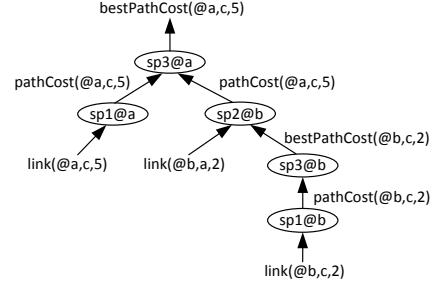 bestPathCost(@a,c,5)
sp3@a
pathCost(@a,c,5)
pathCost(@a,c,5)
sp1@a
sp2@b
bestPathCost(@b,c,2)
link(@a,c,5)
link(@b,a,2)
sp3@b
pathCost(@b,c,2)
sp1@b
link(@b,c,2)